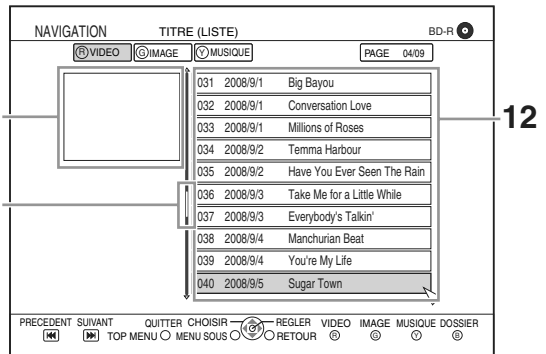 NAVIGATION TITRE (LISTE) BD-R
Ⓡ VIDEO Ⓖ IMAGE Ⓨ MUSIQUE PAGE 04/09
031 2008/9/1 Big Bayou
032 2008/9/1 Conversation Love
033 2008/9/1 Millions of Roses
034 2008/9/2 Temma Harbour
035 2008/9/2 Have You Ever Seen The Rain
036 2008/9/3 Take Me for a Little While
037 2008/9/3 Everybody's Talkin'
038 2008/9/4 Manchurian Beat
039 2008/9/4 You're My Life
040 2008/9/5 Sugar Town
12
PRECEDENT SUIVANT QUITTER CHOISIR REGLER VIDEO IMAGE MUSIQUE DOSSIER
TOP MENU MENU SOUS RETOUR Ⓡ Ⓖ Ⓨ Ⓑ